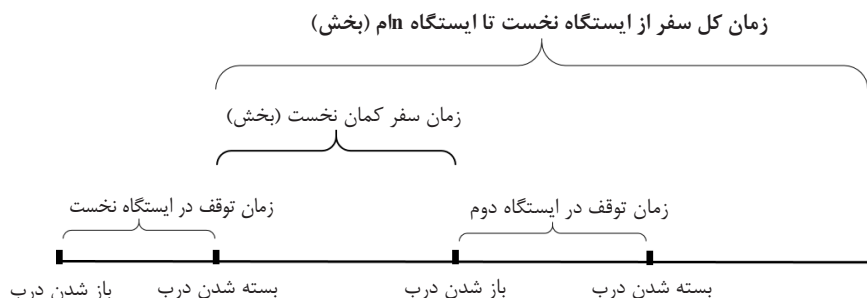 زمان کل سفر از ایستگاه نخست تا ایستگاه nام (بخش)
زمان سفر کمان نخست (بخش)
زمان توقف در ایستگاه دوم
زمان توقف در ایستگاه نخست
بسته شدن درب
باز شدن درب
بسته شدن درب
باز شدن درب